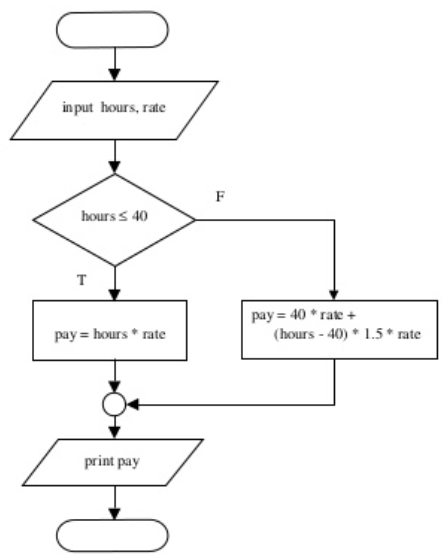 input hours, rate
hours ≤ 40
F
T
pay = hours * rate
pay = 40 * rate +
(hours - 40) * 1.5 * rate
print pay